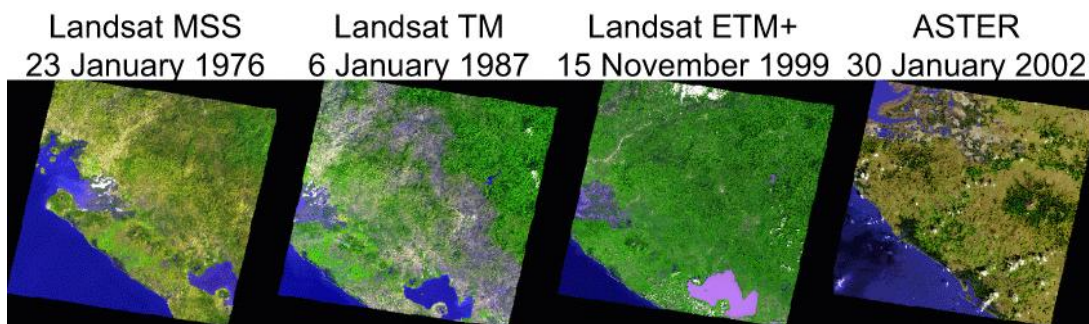 Landsat MSS
23 January 1976
Landsat TM
6 January 1987
Landsat ETM+
15 November 1999
ASTER
30 January 2002